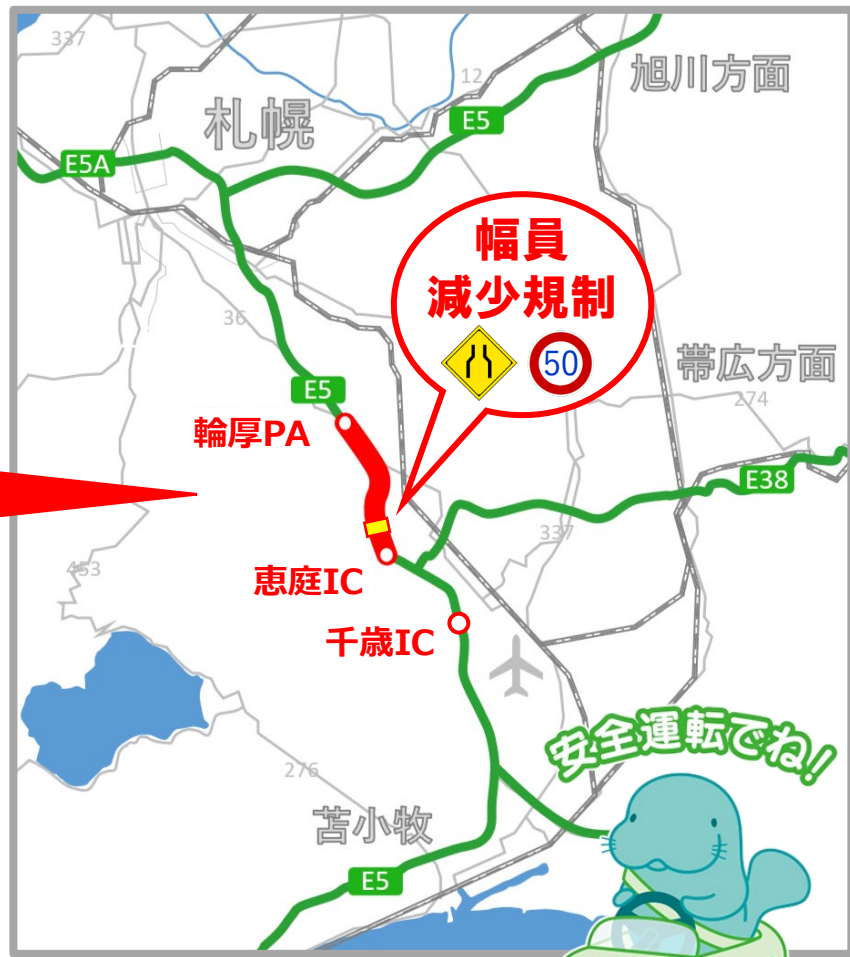 337
12
旭川方面
札幌
E5
E5A
幅員
減少規制
50
36
帯広方面
274
E5
輪厚PA
E38
337
453
恵庭IC
千歳IC
安全運転でね!
276
苫小牧
E5